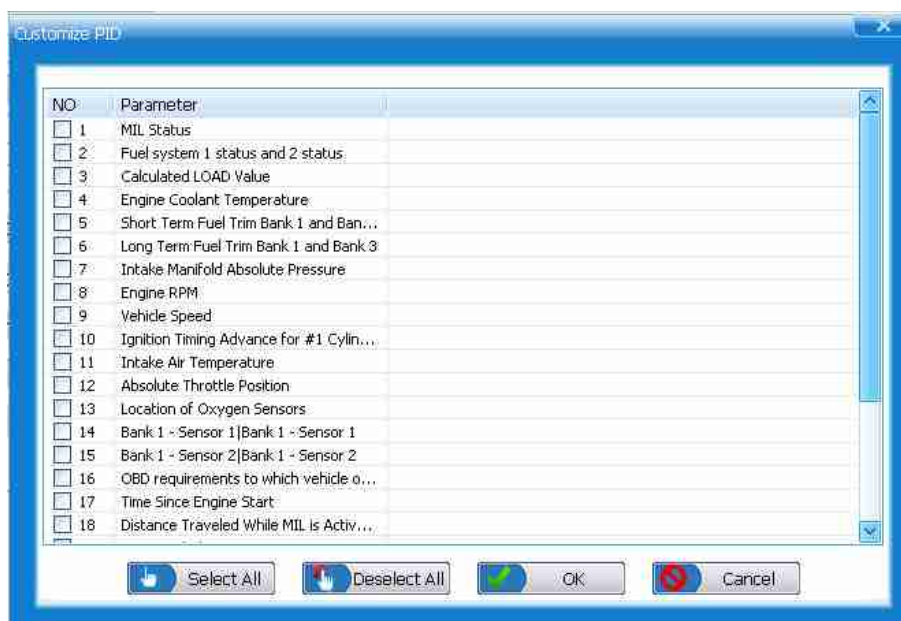 Customize PID
NO Parameter
1 MIL Status
2 Fuel system 1 status and 2 status
3 Calculated LOAD Value
4 Engine Coolant Temperature
5 Short Term Fuel Trim Bank 1 and Ban...
6 Long Term Fuel Trim Bank 1 and Bank 3
7 Intake Manifold Absolute Pressure
8 Engine RPM
9 Vehicle Speed
10 Ignition Timing Advance for #1 Cylin...
11 Intake Air Temperature
12 Absolute Throttle Position
13 Location of Oxygen Sensors
14 Bank 1 - Sensor 1|Bank 1 - Sensor 1
15 Bank 1 - Sensor 2|Bank 1 - Sensor 2
16 OBD requirements to which vehicle o...
17 Time Since Engine Start
18 Distance Traveled While MIL is Activ...
Select All Deselect All OK Cancel